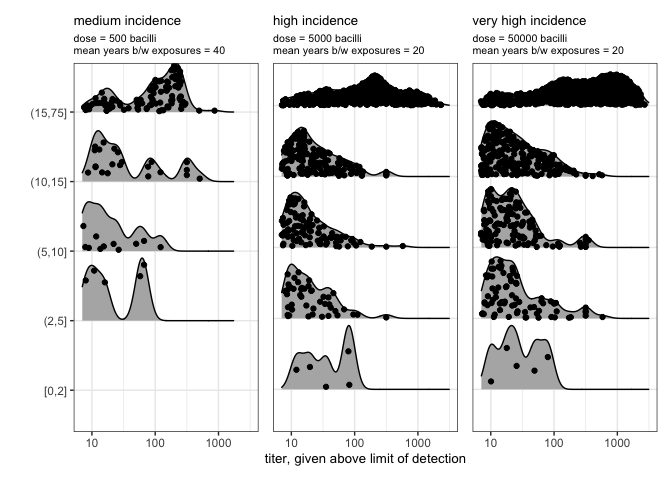 medium incidence
dose = 500 bacilli
mean years b/w exposures = 40
high incidence
dose = 5000 bacilli
mean years b/w exposures = 20
very high incidence
dose = 50000 bacilli
mean years b/w exposures = 20
(15,75]
(10,15]
(5,10]
(2,5]
[0,2]
10 100 1000
10 100 1000
10 100 1000
titer, given above limit of detection